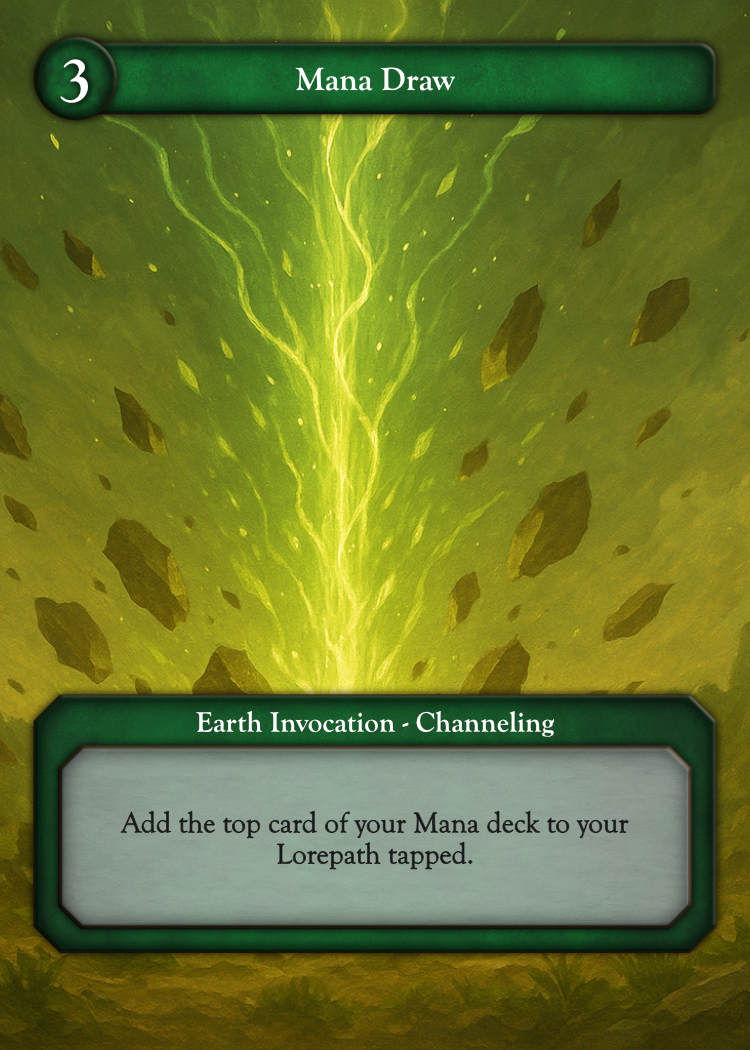 3
Mana Draw
Earth Invocation - Channeling
Add the top card of your Mana deck to your
Lorepath tapped.